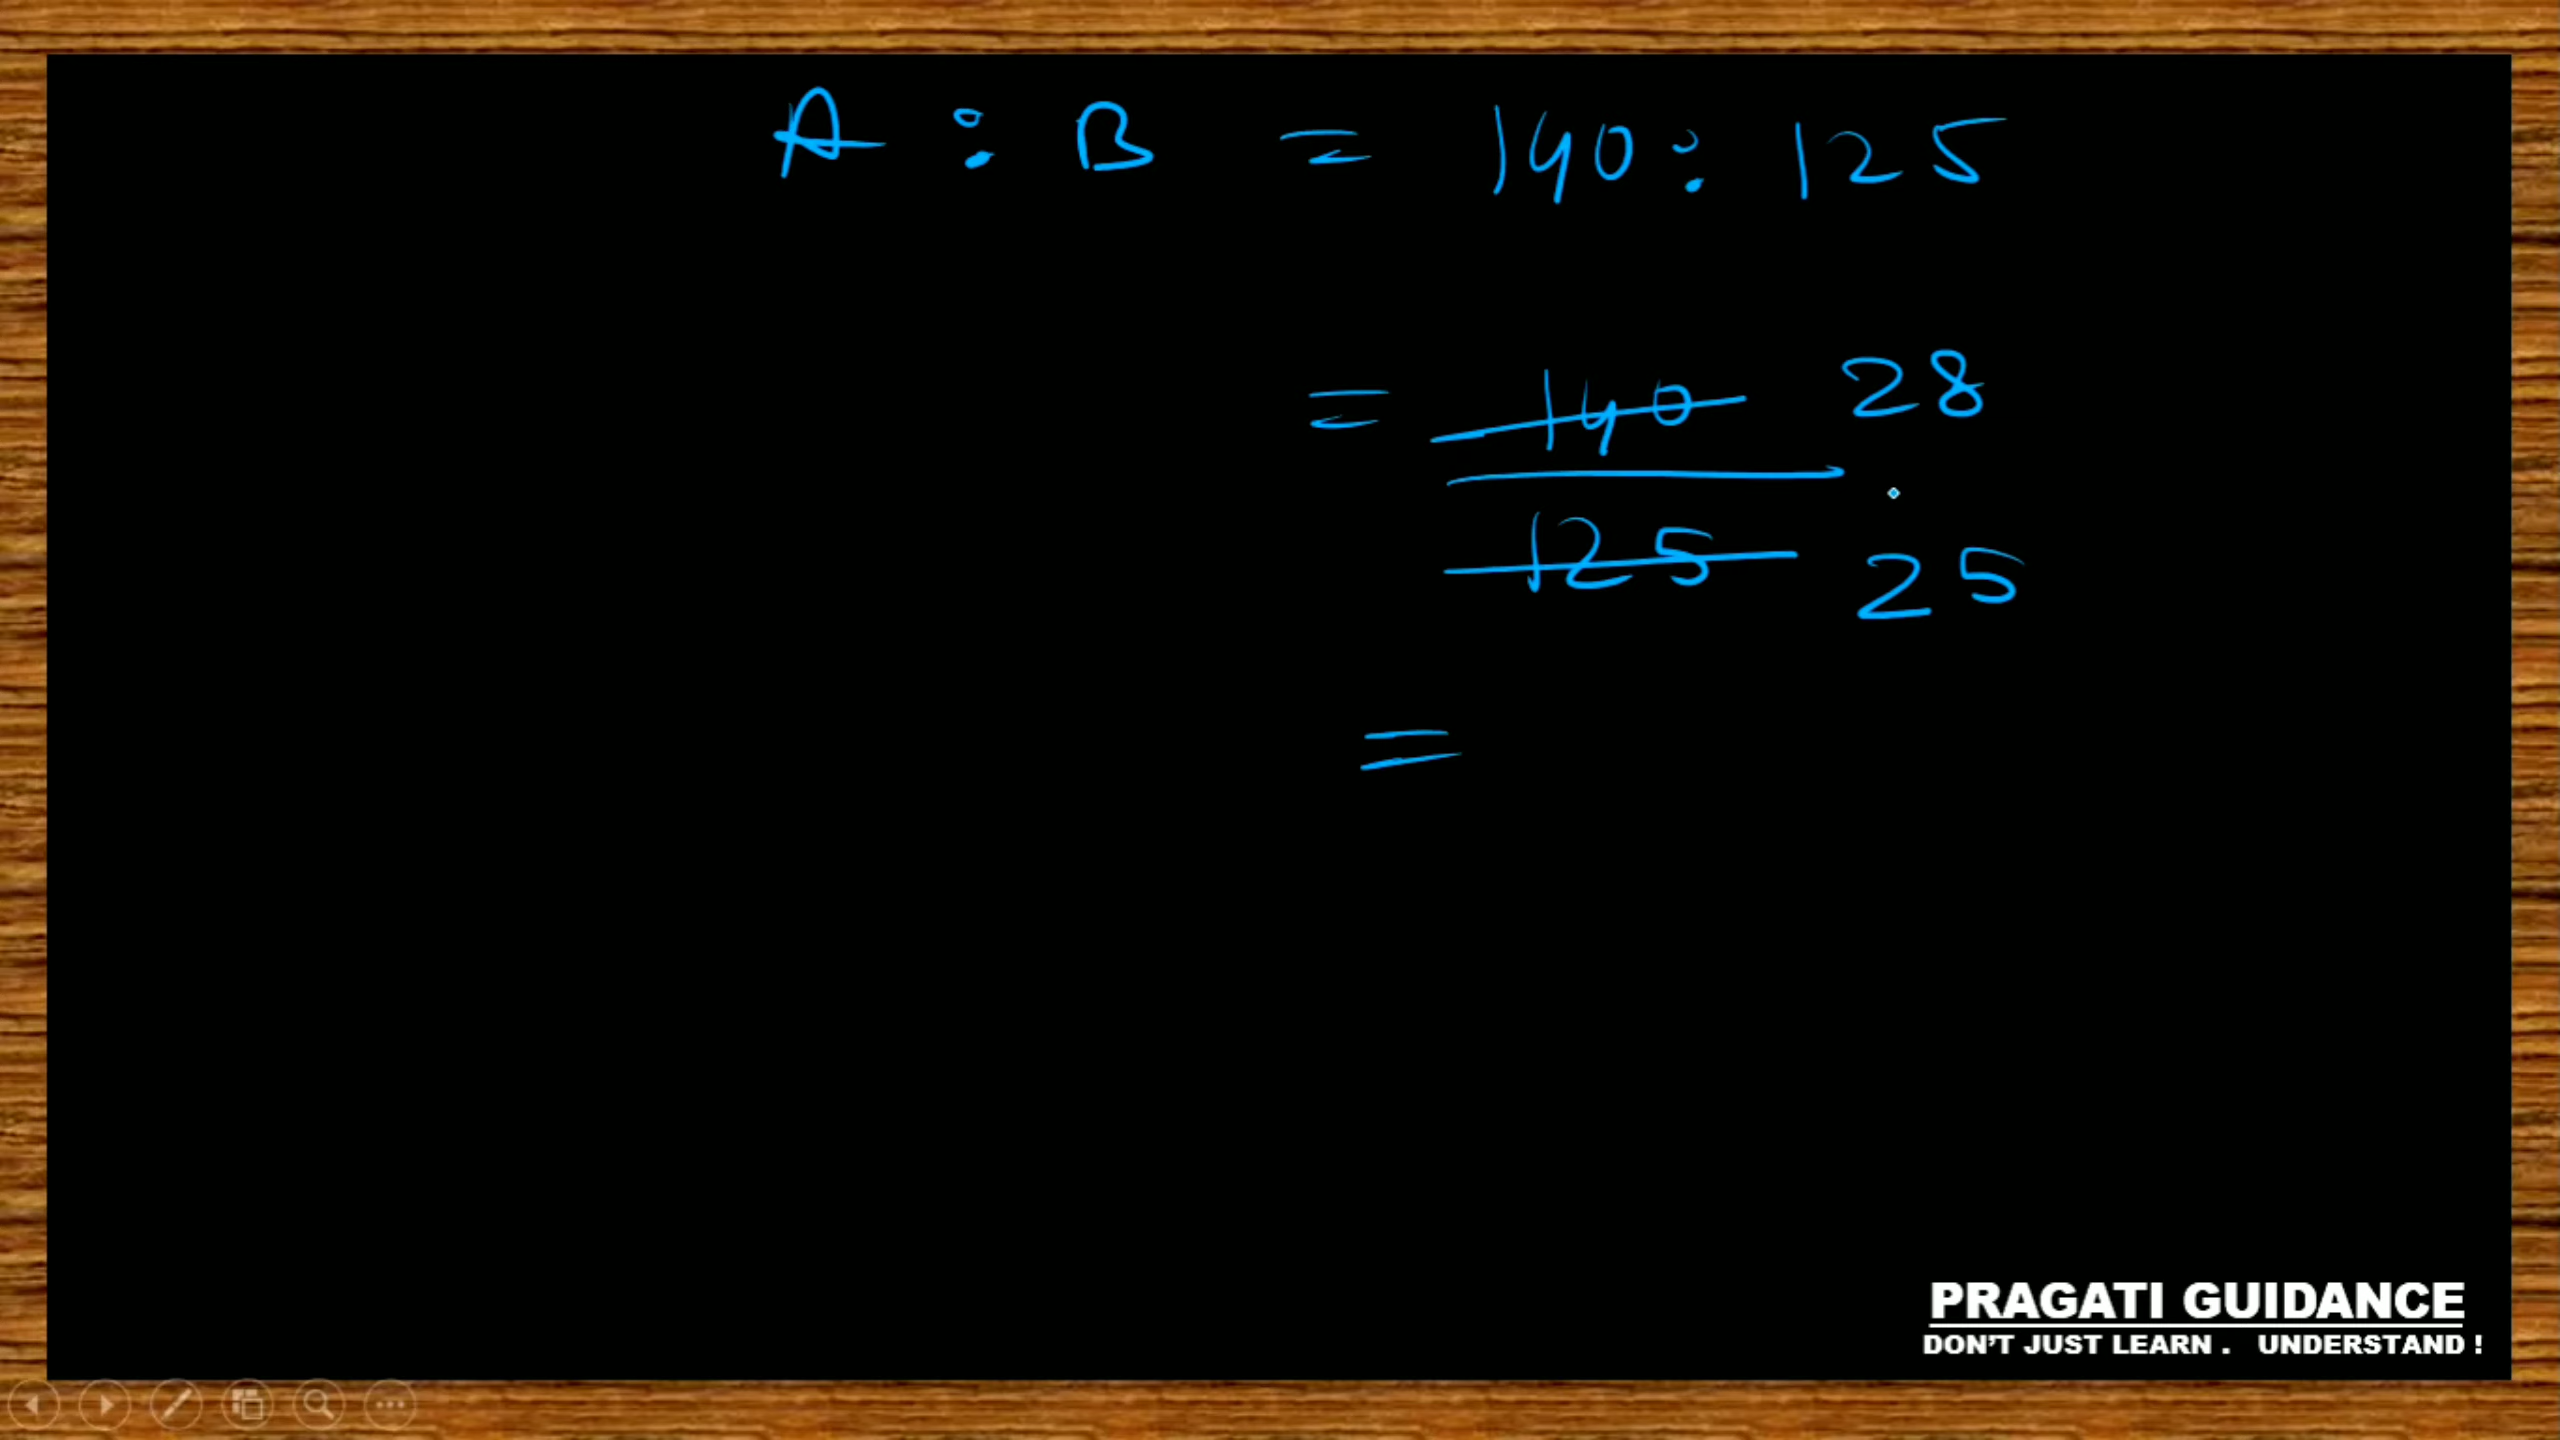 A : B = 140 : 125
= 140 28
125 25
=
PRAGATI GUIDANCE
DON'T JUST LEARN . UNDERSTAND !